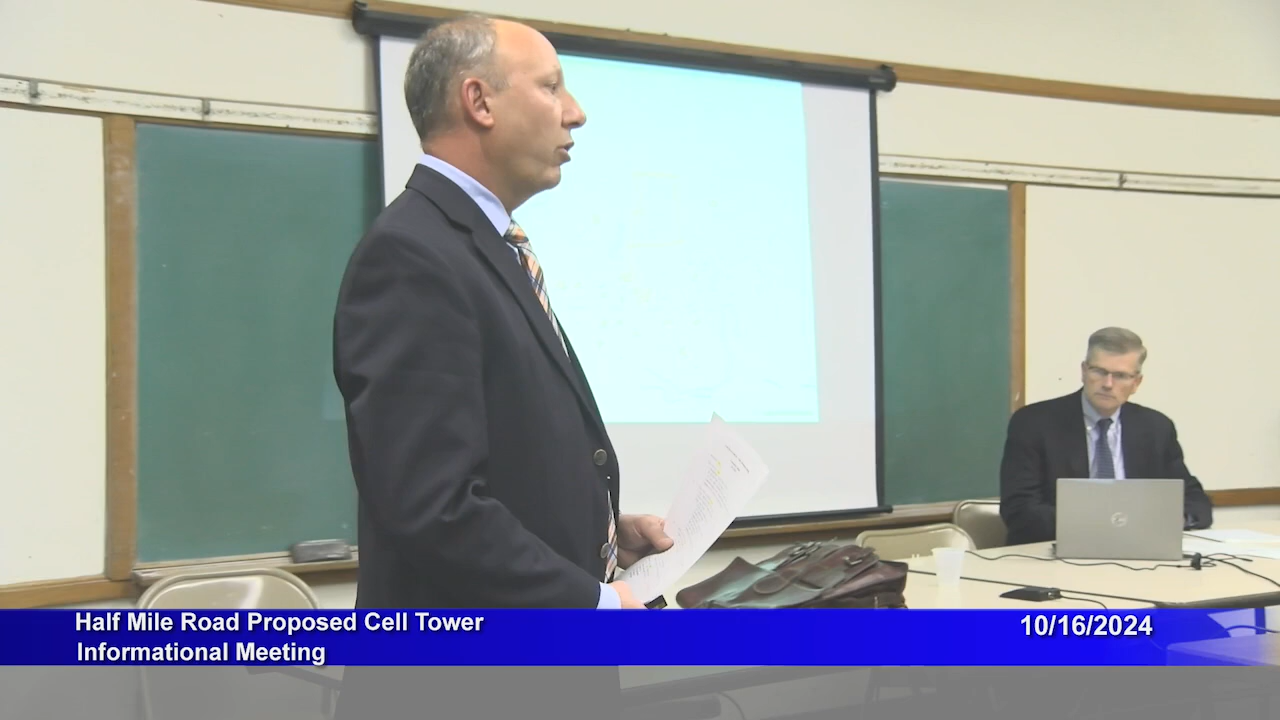 Half Mile Road Proposed Cell Tower
Informational Meeting
10/16/2024